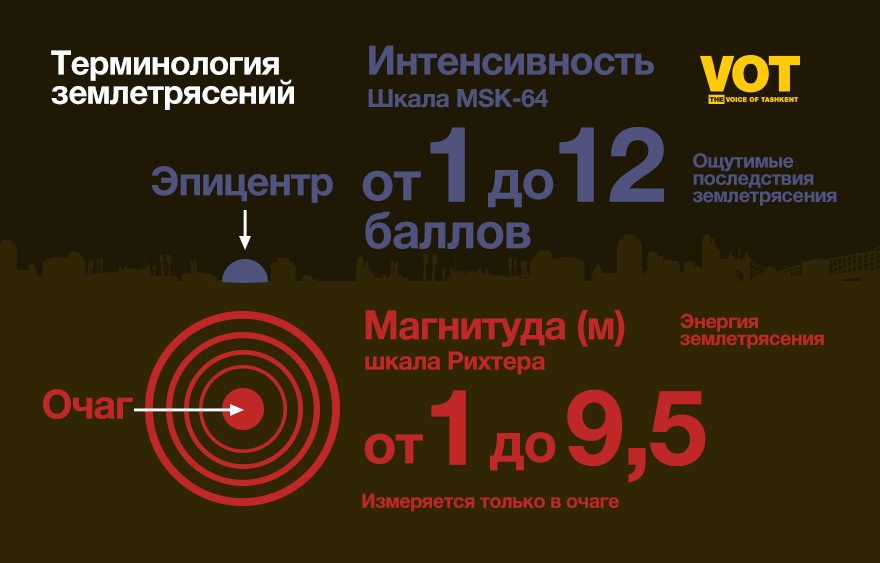 Терминология
землетрясений
Интенсивность
Шкала MSK-64
от 1 до 12
баллов
VOT
THE VOICE OF TASHKENT
Ощутимые
последствия
землетрясения
Эпицентр
Магнитуда (м)
шкала Рихтера
от 1 до 9,5
Измеряется только в очаге
Энергия
землетрясения
Очаг